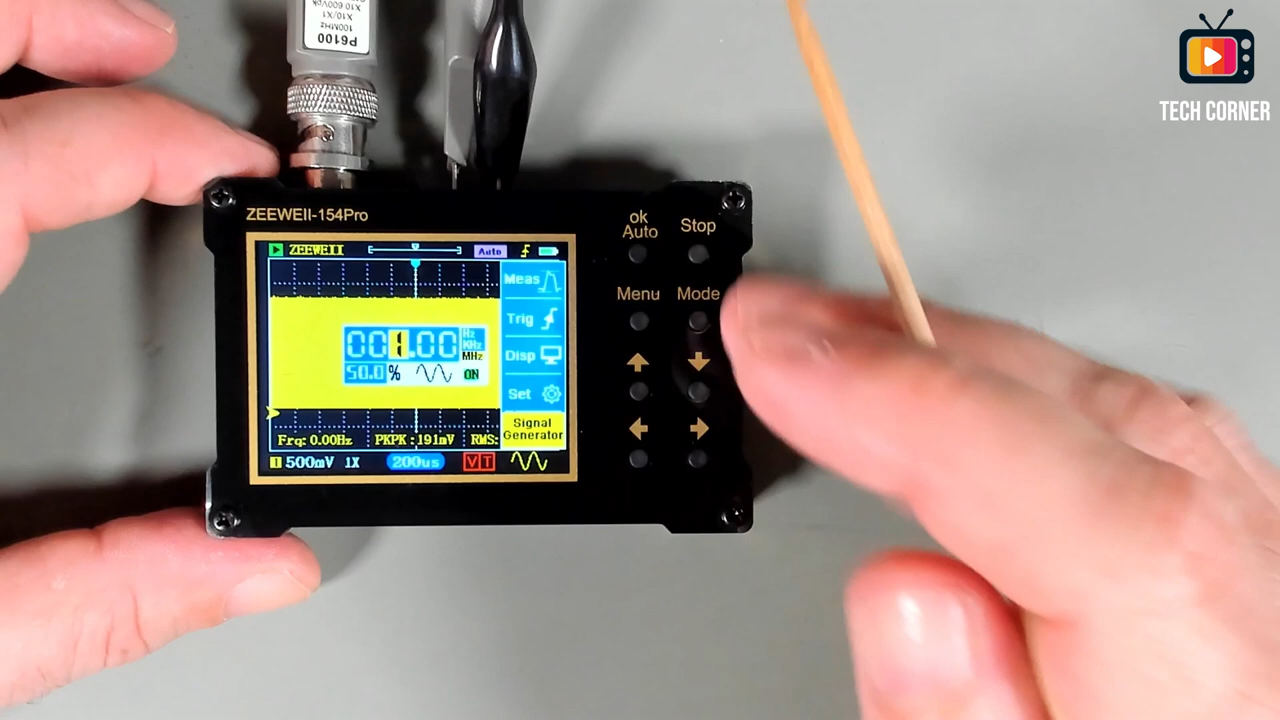 P6100
100MHz
X10/X1
X10 600Vpk
TECH CORNER
ZEEWEII-154Pro
ok
Auto
Stop
Menu
Mode
ZEEWEII
Auto
Meas
Trig
Disp
Set
Signal
Generator
001.00
Hz
KHz
MHz
50.0 %
ON
Frq: 0.00Hz PKPK : 191mV RMS:
1 500mV 1X 200us V T